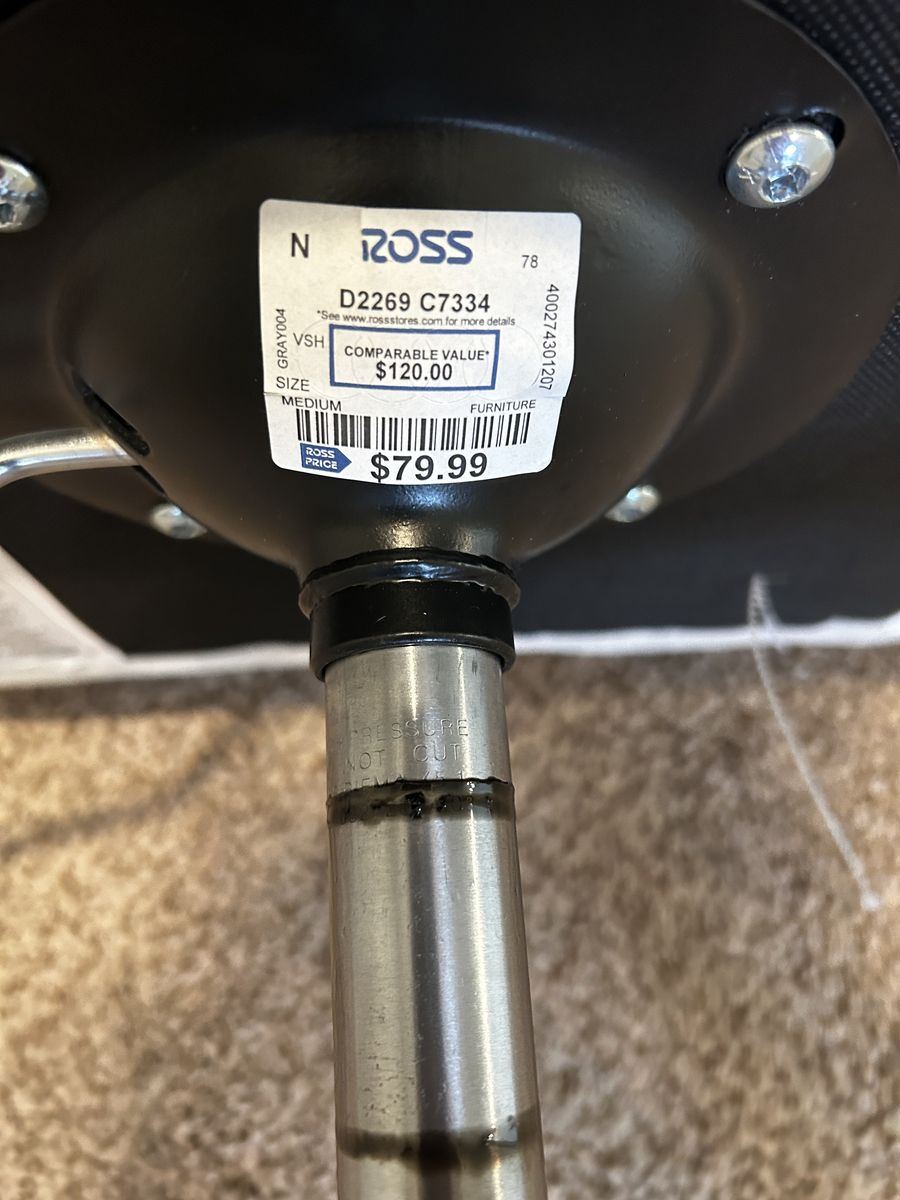 N
ROSS
78
D2269 C7334
*See www.rossstores.com for more details
400274301207
GRAY004
VSH
COMPARABLE VALUE*
$120.00
SIZE
MEDIUM
FURNITURE
ROSS PRICE
$79.99
PRESSURE
NOT CUT